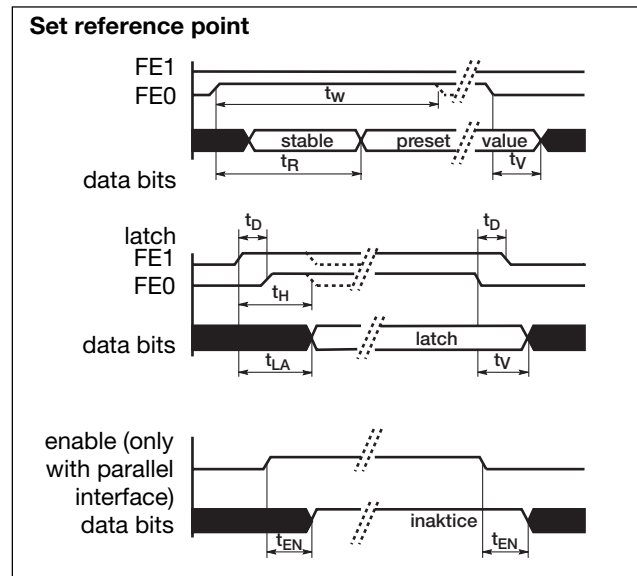 Set reference point
FE1
FE0
tW
stable
preset
value
tR
tV
data bits
tD
tD
latch
FE1
FE0
tH
data bits
latch
tLA
tV
enable (only
with parallel
interface)
data bits
inaktice
tEN
tEN